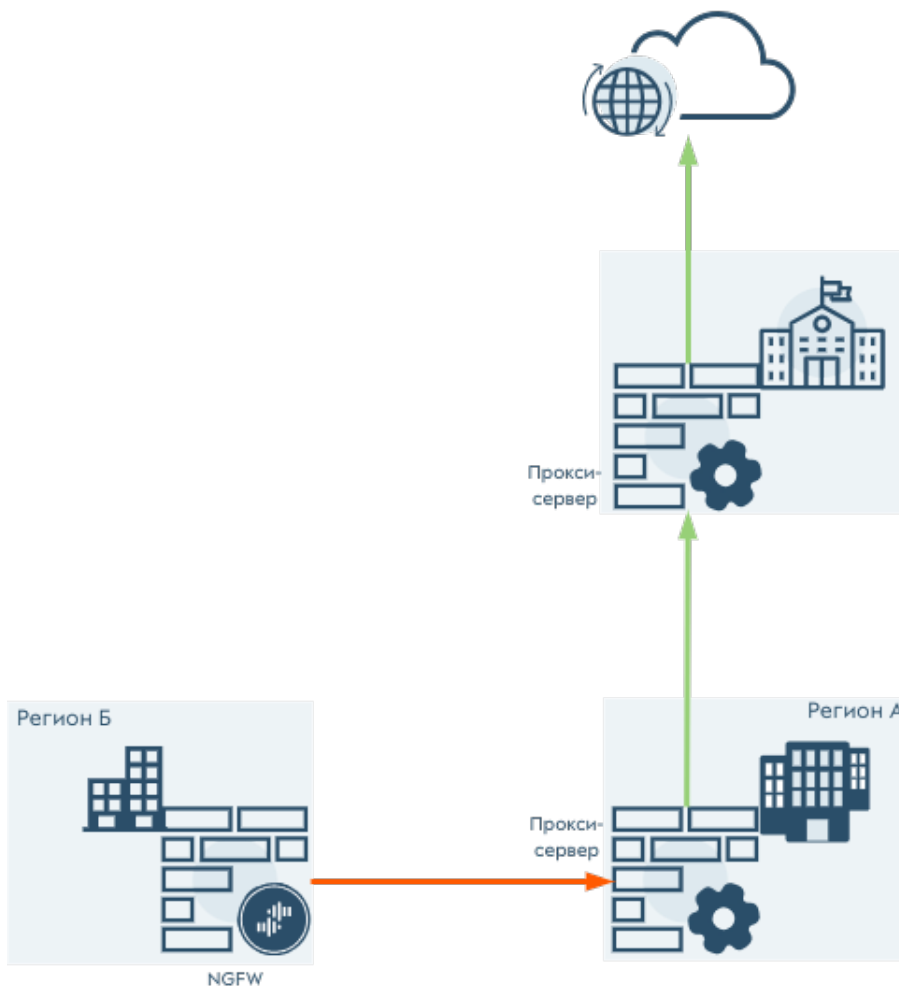 Прокси-
сервер
Регион Б
Регион А
Прокси-
сервер
NGFW